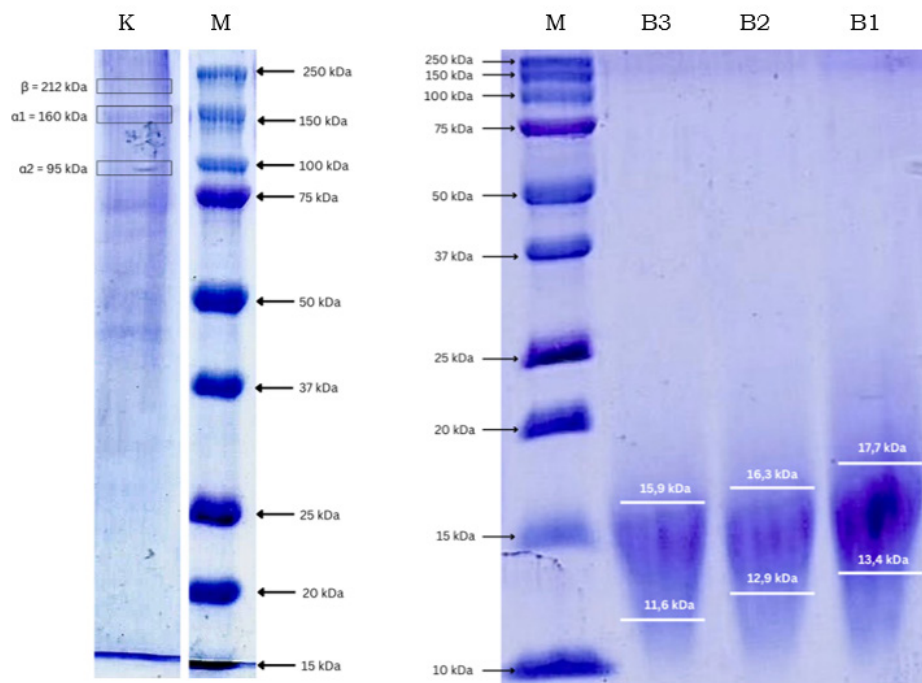 K M
250 kDa
β = 212 kDa
α1 = 160 kDa
150 kDa
α2 = 95 kDa
100 kDa
75 kDa
50 kDa
37 kDa
25 kDa
20 kDa
15 kDa
M B3 B2 B1
250 kDa
150 kDa
100 kDa
75 kDa
50 kDa
37 kDa
25 kDa
20 kDa
17,7 kDa
16,3 kDa
15,9 kDa
15 kDa
13,4 kDa
12,9 kDa
11,6 kDa
10 kDa